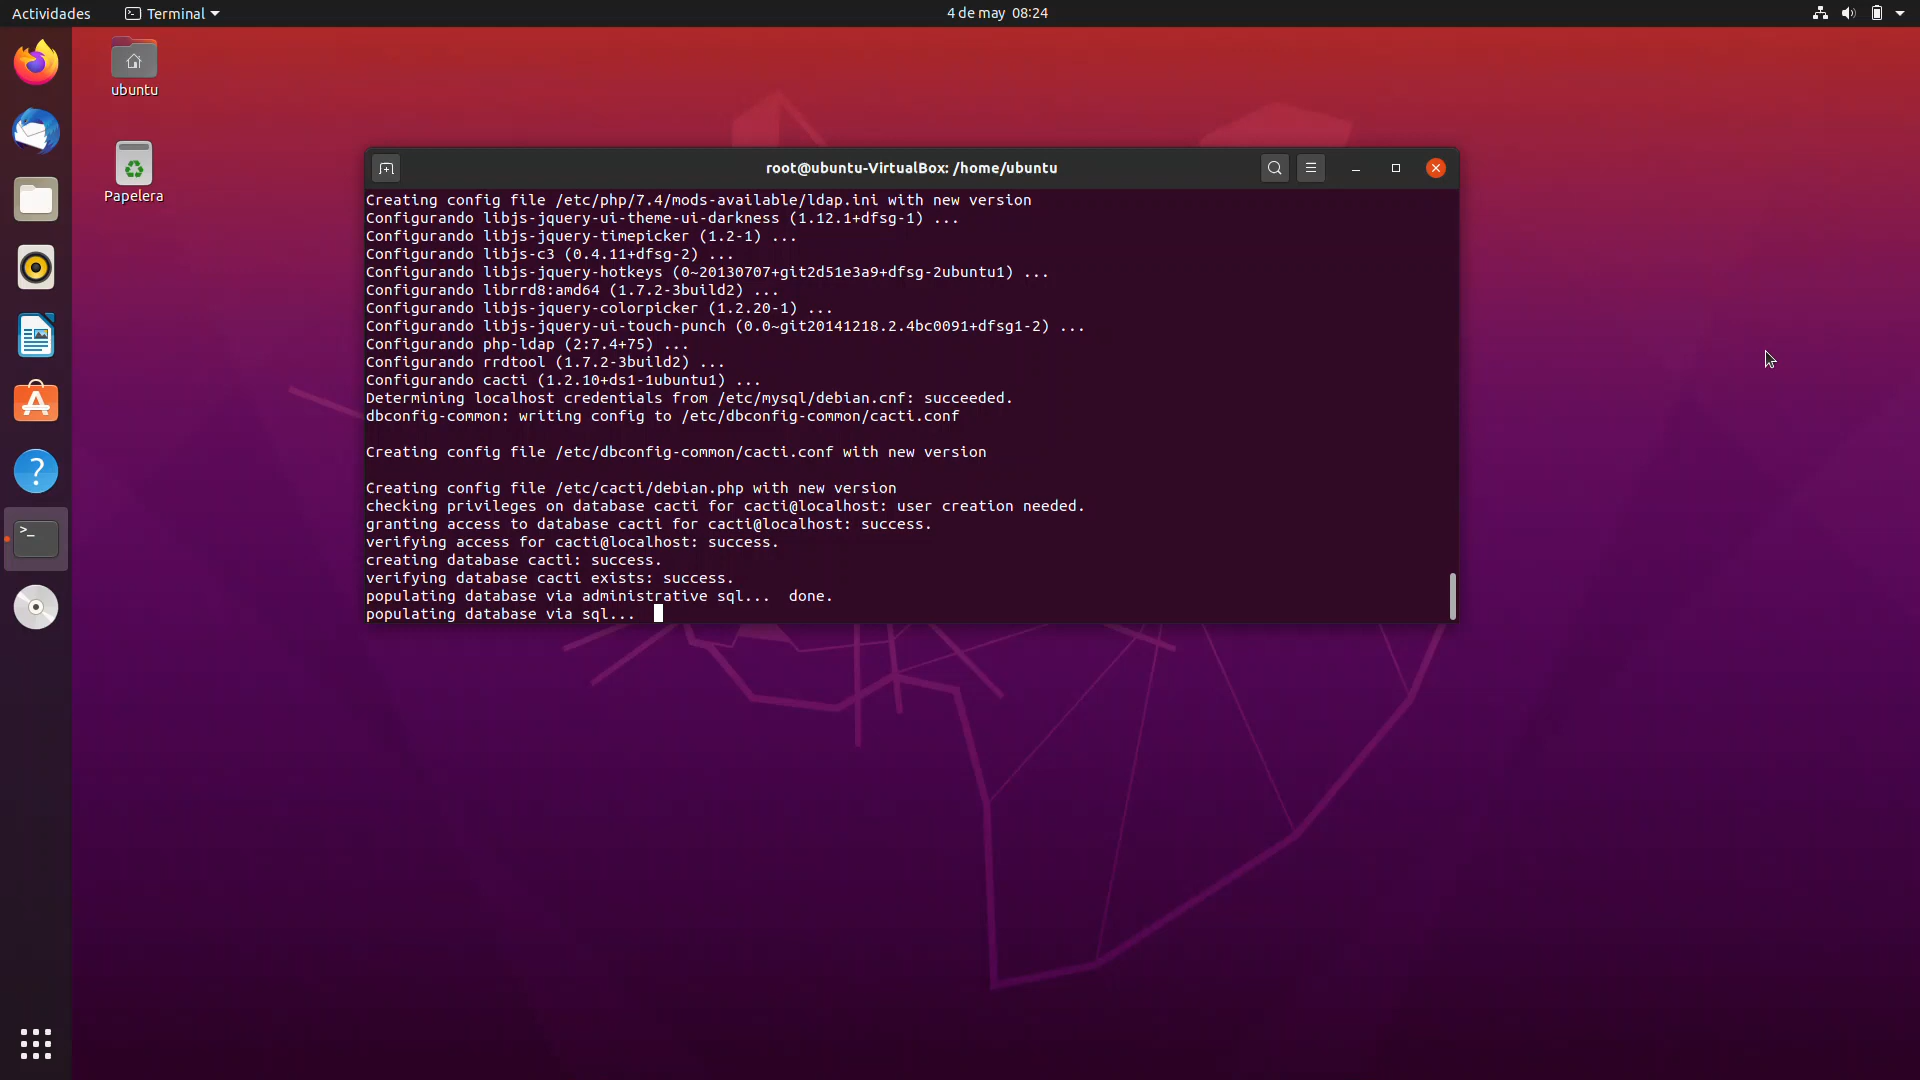 Actividades
Terminal
4 de may 08:24
ubuntu
Papelera
root@ubuntu-VirtualBox: /home/ubuntu
Creating config file /etc/php/7.4/mods-available/ldap.ini with new version
Configurando libjs-jquery-ui-theme-ui-darkness (1.12.1+dfsg-1) ...
Configurando libjs-jquery-timepicker (1.2-1) ...
Configurando libjs-c3 (0.4.11+dfsg-2) ...
Configurando libjs-jquery-hotkeys (0~20130707+git2d51e3a9+dfsg-2ubuntu1) ...
Configurando librrd8:amd64 (1.7.2-3build2) ...
Configurando libjs-jquery-colorpicker (1.2.20-1) ...
Configurando libjs-jquery-ui-touch-punch (0.0~git20141218.2.4bc0091+dfsg1-2) ...
Configurando php-ldap (2:7.4+75) ...
Configurando rrdtool (1.7.2-3build2) ...
Configurando cacti (1.2.10+ds1-1ubuntu1) ...
Determining localhost credentials from /etc/mysql/debian.cnf: succeeded.
dbconfig-common: writing config to /etc/dbconfig-common/cacti.conf
Creating config file /etc/dbconfig-common/cacti.conf with new version
Creating config file /etc/cacti/debian.php with new version
checking privileges on database cacti for cacti@localhost: user creation needed.
granting access to database cacti for cacti@localhost: success.
verifying access for cacti@localhost: success.
creating database cacti: success.
verifying database cacti exists: success.
populating database via administrative sql...  done.
populating database via sql...